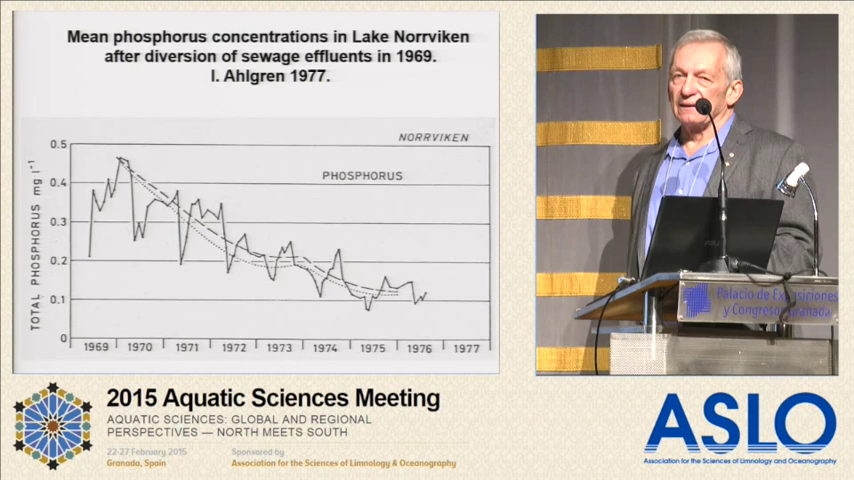 Mean phosphorus concentrations in Lake Norrviken
after diversion of sewage effluents in 1969.
I. Ahlgren 1977.
NORRVIKEN
PHOSPHORUS
TOTAL PHOSPHORUS mg l⁻¹
0.5
0.4
0.3
0.2
0.1
0
1969 1970 1971 1972 1973 1974 1975 1976 1977
Palacio de Exposiciones
y Congresos Granada
2015 Aquatic Sciences Meeting
AQUATIC SCIENCES: GLOBAL AND REGIONAL
PERSPECTIVES — NORTH MEETS SOUTH
22-27 February 2015
Granada, Spain
Sponsored by
Association for the Sciences of Limnology & Oceanography
ASLO
Association for the Sciences of Limnology and Oceanography